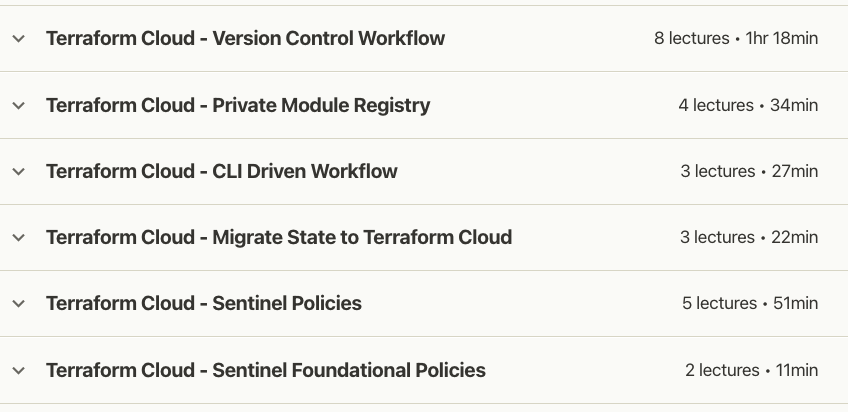 Terraform Cloud - Version Control Workflow 8 lectures • 1hr 18min
Terraform Cloud - Private Module Registry 4 lectures • 34min
Terraform Cloud - CLI Driven Workflow 3 lectures • 27min
Terraform Cloud - Migrate State to Terraform Cloud 3 lectures • 22min
Terraform Cloud - Sentinel Policies 5 lectures • 51min
Terraform Cloud - Sentinel Foundational Policies 2 lectures • 11min